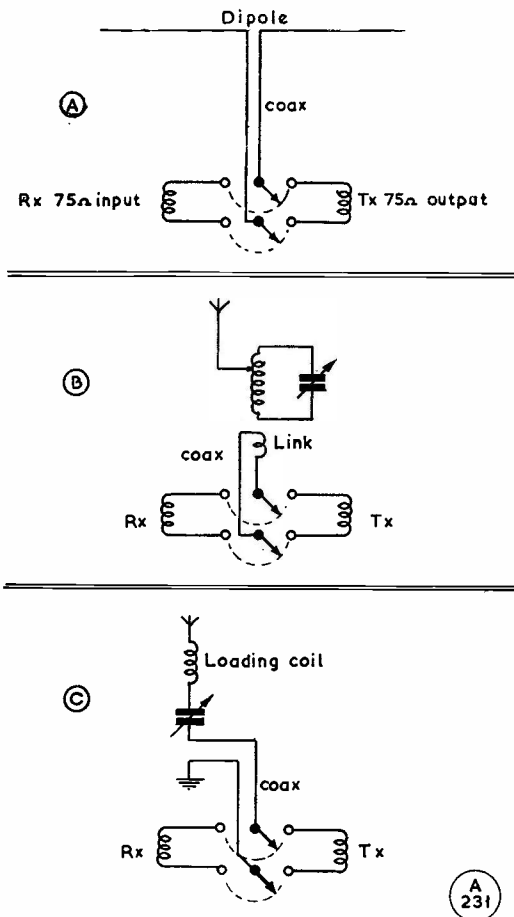 Dipole
A
coax
Rx 75Ω input
Tx 75Ω output
B
Link
coax
Rx
Tx
C
Loading coil
coax
Rx
Tx
A
231